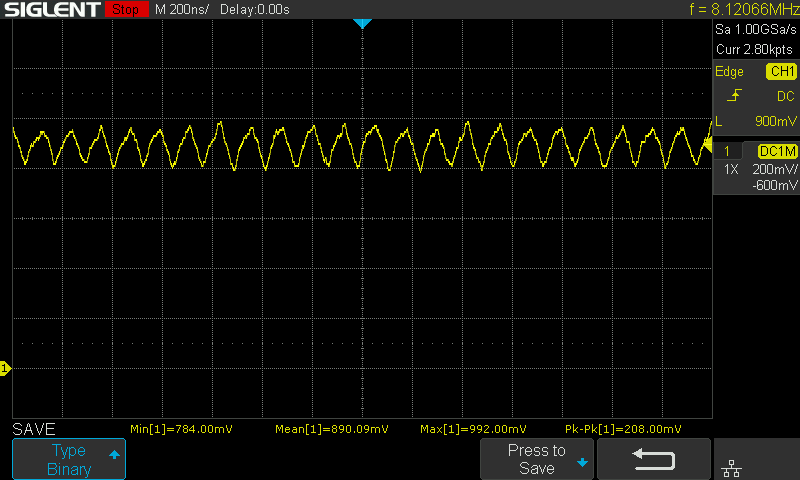 SIGLENT Stop M 200ns/ Delay:0.00s f = 8.12066MHz
Sa 1.00GSa/s
Curr 2.80kpts
Edge CH1
DC
L 900mV
1 DC1M
1X 200mV/
-600mV
1
SAVE Min[1]=784.00mV Mean[1]=890.09mV Max[1]=992.00mV Pk-Pk[1]=208.00mV
Type
Binary
Press to
Save